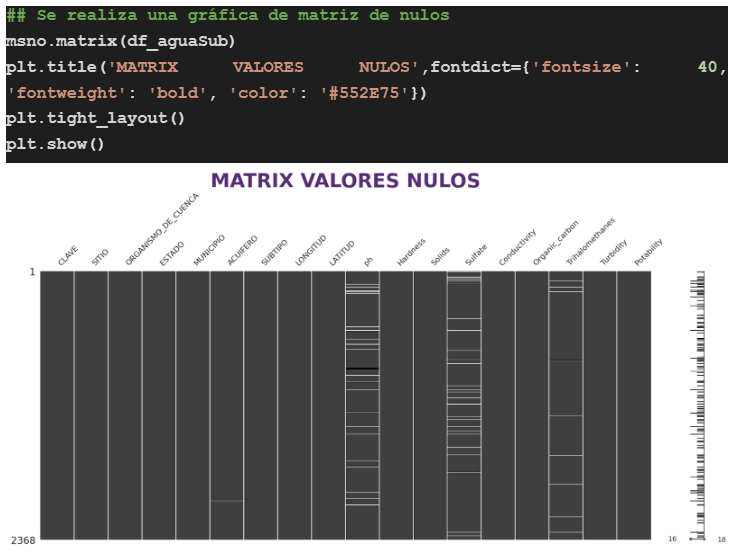 ## Se realiza una gráfica de matriz de nulos
msno.matrix(df_aguaSub)
plt.title('MATRIX VALORES NULOS',fontdict={'fontsize': 40,
'fontweight': 'bold', 'color': '#552E75'})
plt.tight_layout()
plt.show()
MATRIX VALORES NULOS
CLAVE
SITIO
ORGANISMO_DE_CUENCA
ESTADO
MUNICIPIO
ACUIFERO
SUBTIPO
LONGITUD
LATITUD
ph
Hardness
Solids
Sulfate
Conductivity
Organic_carbon
Trihalomethanes
Turbidity
Potability
1
2368
16 18